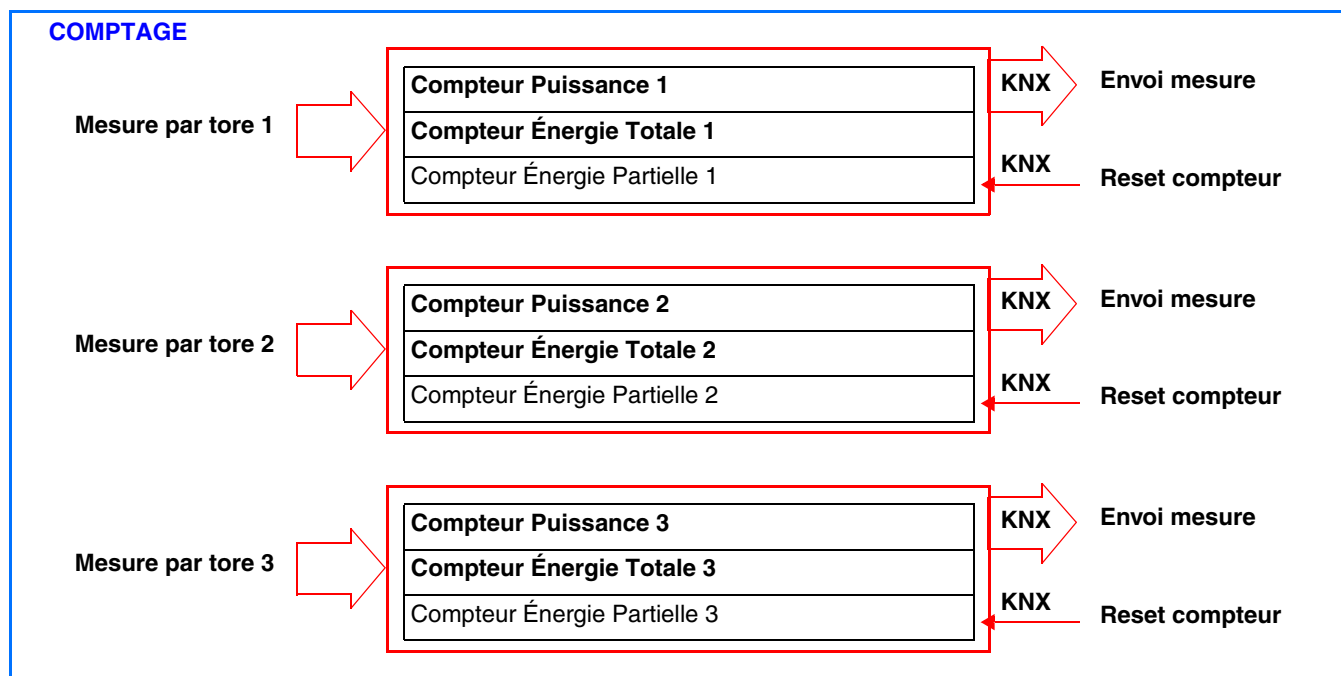 COMPTAGE
Compteur Puissance 1
KNX
Envoi mesure
Mesure par tore 1
Compteur Énergie Totale 1
Compteur Énergie Partielle 1
KNX
Reset compteur
Compteur Puissance 2
KNX
Envoi mesure
Mesure par tore 2
Compteur Énergie Totale 2
Compteur Énergie Partielle 2
KNX
Reset compteur
Compteur Puissance 3
KNX
Envoi mesure
Mesure par tore 3
Compteur Énergie Totale 3
Compteur Énergie Partielle 3
KNX
Reset compteur